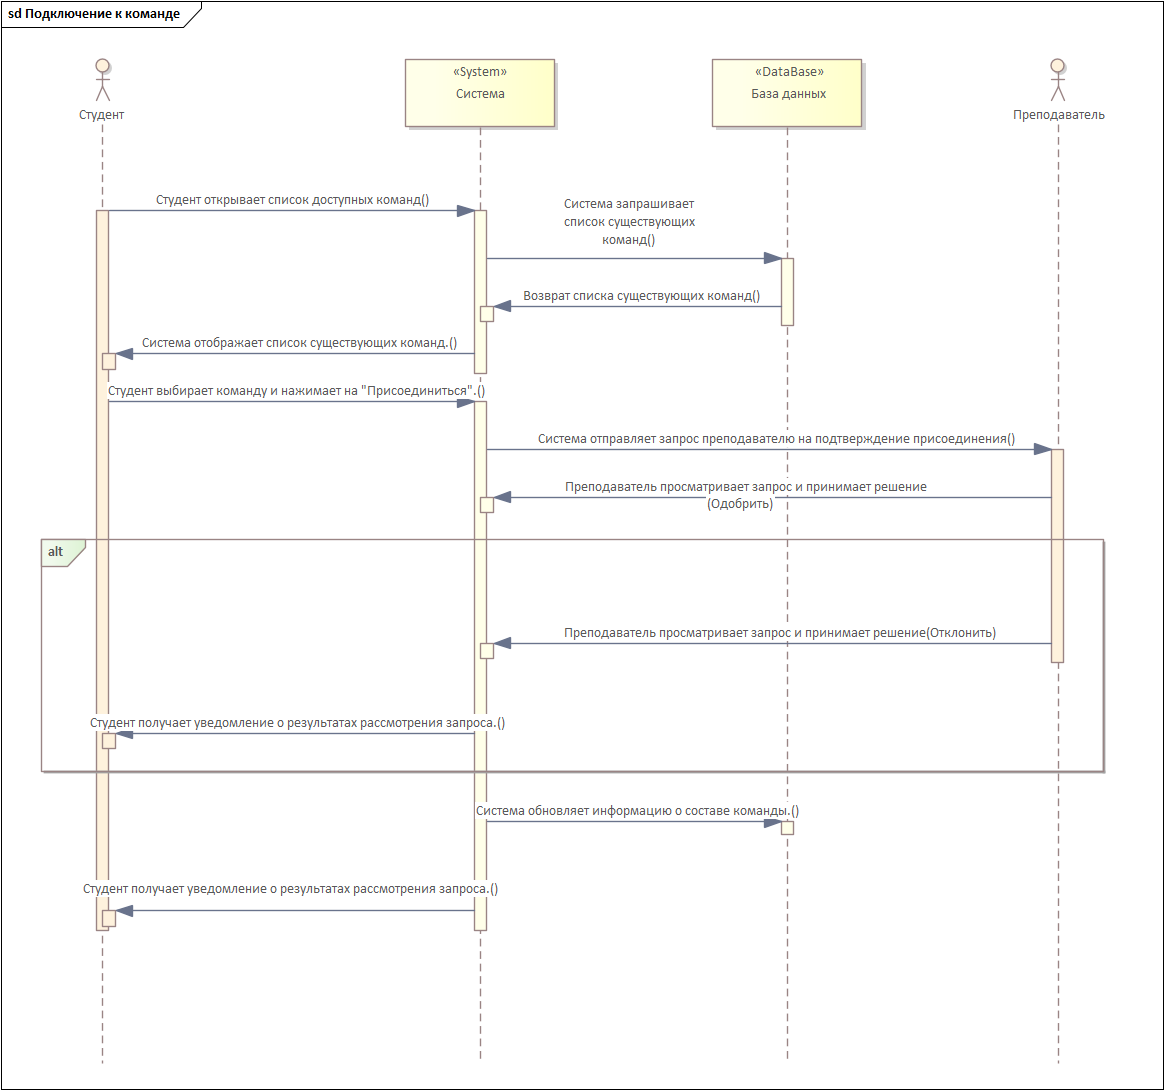 sd Подключение к команде
«System»
Система
«DataBase»
База данных
Студент
Преподаватель
Студент открывает список доступных команд()
Система запрашивает
список существующих
команд()
Возврат списка существующих команд()
Система отображает список существующих команд.()
Студент выбирает команду и нажимает на "Присоединиться".()
Система отправляет запрос преподавателю на подтверждение присоединения()
Преподаватель просматривает запрос и принимает решение
(Одобрить)
alt
Преподаватель просматривает запрос и принимает решение(Отклонить)
Студент получает уведомление о результатах рассмотрения запроса.()
Система обновляет информацию о составе команды.()
Студент получает уведомление о результатах рассмотрения запроса.()